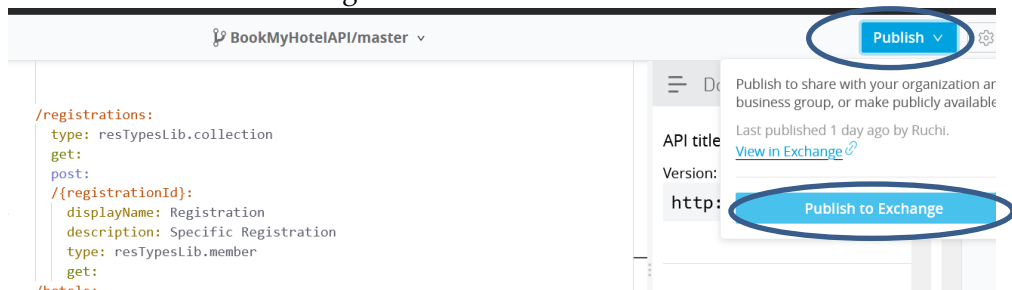 BookMyHotelAPI/master
Publish
/registrations:
type: resTypesLib.collection
get:
post:
/{registrationId}:
displayName: Registration
description: Specific Registration
type: resTypesLib.member
get:
/hotels:
API title
Version:
http:
Publish to share with your organization
business group, or make publicly available
Last published 1 day ago by Ruchi.
View in Exchange
Publish to Exchange